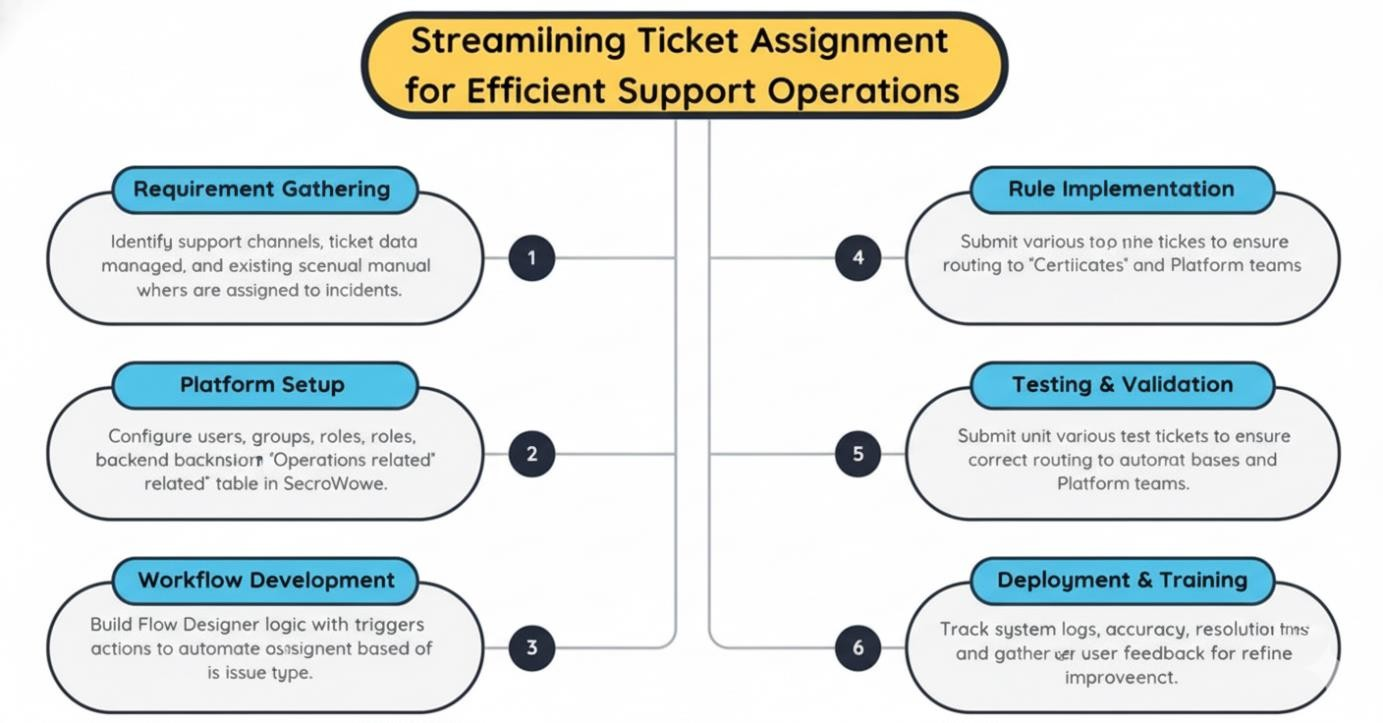 Streamilning Ticket Assignment
for Efficient Support Operations
Requirement Gathering
Identify support channels, ticket data
managed, and existing scenual manual
whers are assigned to incidents.
1
Platform Setup
Configure users, groups, roles, roles,
backend "Operations related"
related" table in SecroWowe.
2
Workflow Development
Build Flow Designer logic with triggers
actions to automate based of
is issue type.
3
Rule Implementation
Submit various tickes to ensure
routing to "Certiicates" and Platform teams
4
Testing & Validation
Submit unit various test tickets to ensure
correct routing to bases and
Platform teams.
5
Deployment & Training
Track system logs, accuracy,
and gather user feedback for refine
improveenct.
6